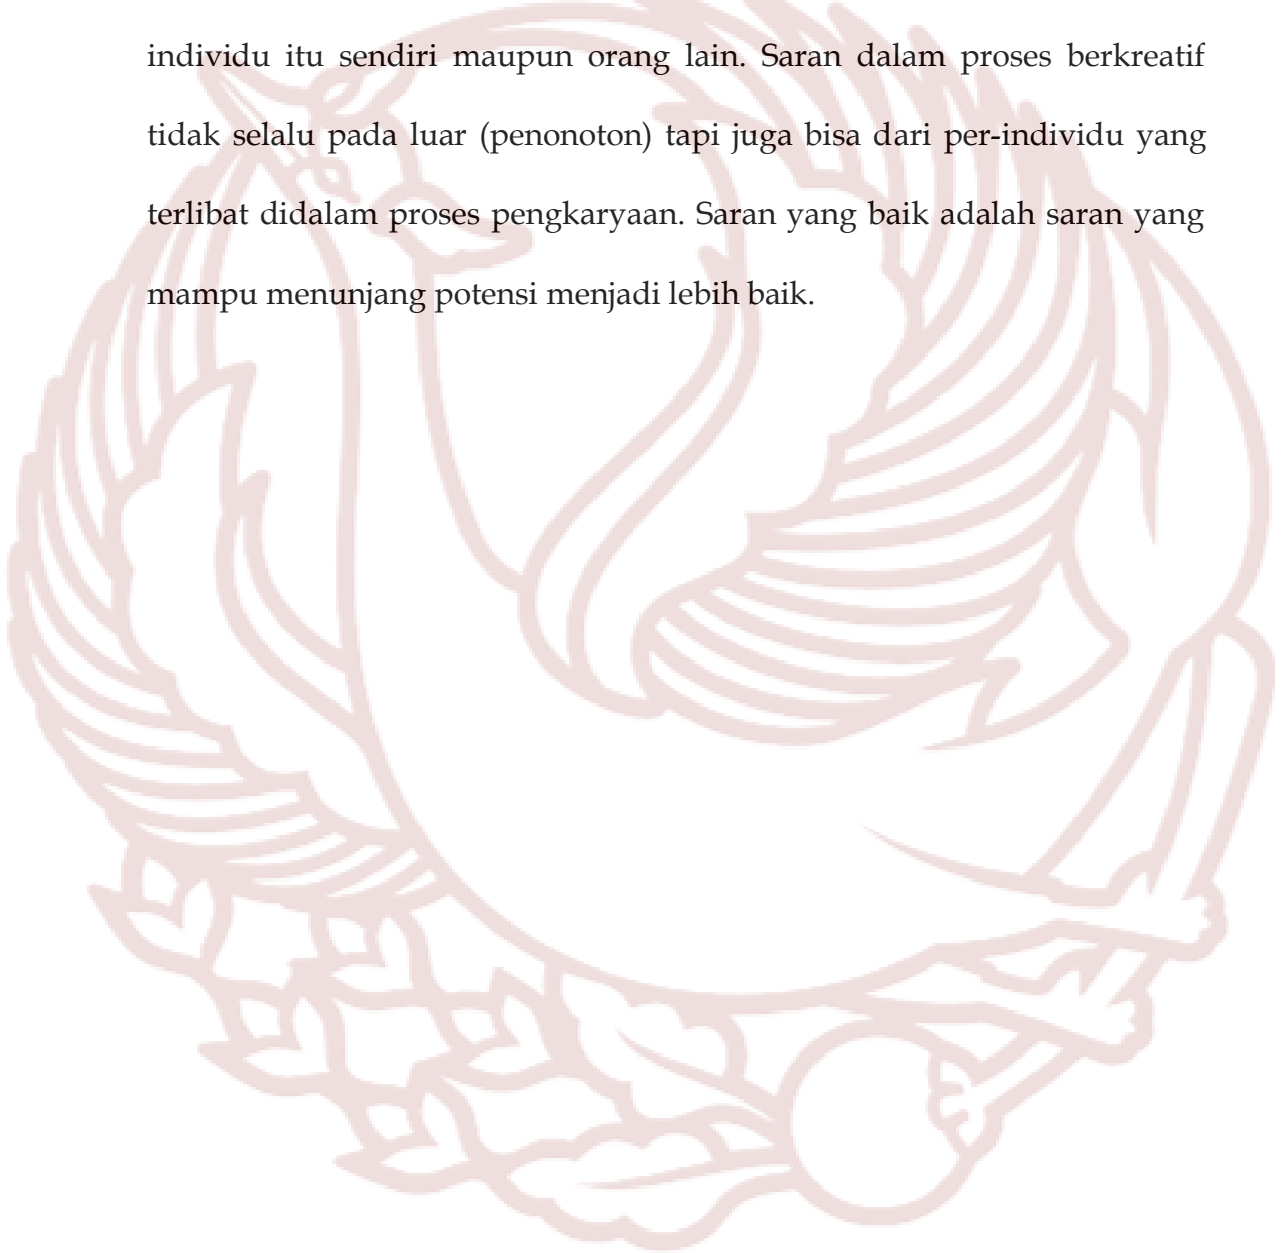 individu itu sendiri maupun orang lain. Saran dalam proses berkreatif
tidak selalu pada luar (penonoton) tapi juga bisa dari per-individu yang
terlibat didalam proses pengkaryaan. Saran yang baik adalah saran yang
mampu menunjang potensi menjadi lebih baik.